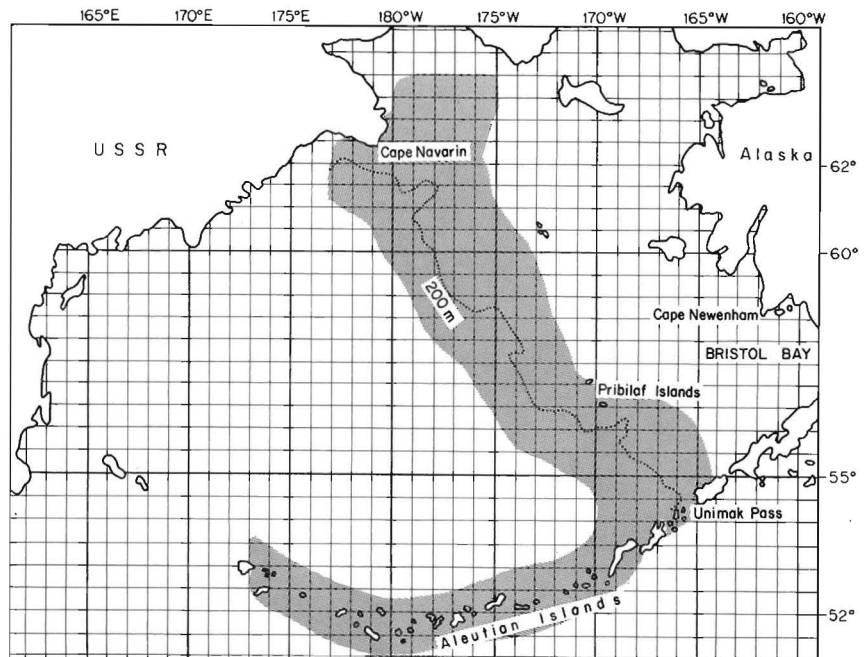 165°E 170°E 175°E 180°W 175°W 170°W 165°W 160°W
USSR
Cape Navarin
Alaska
62°
60°
200 m
Cape Newenham
BRISTOL BAY
Pribilaf Islands
55°
Unimak Pass
52°
Aleutian Islands